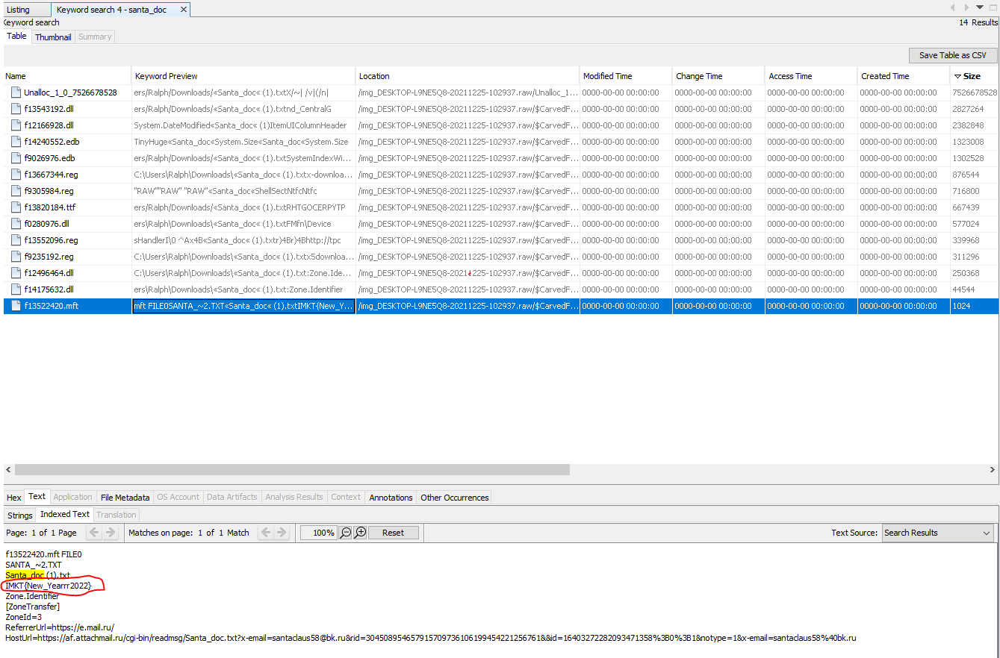 Listing Keyword search 4 - santa_doc ✕
Keyword search 14 Results
Table Thumbnail Summary
Save Table as CSV
Name Keyword Preview Location Modified Time Change Time Access Time Created Time Size
Unalloc_1_0_7526678528 ers/Ralph/Downloads/«Santa_doc« (1).txtX/~| /v|(/n| /img_DESKTOP-L9NE5Q8-20211225-102937.raw/Unalloc_1... 0000-00-00 00:00:00 0000-00-00 00:00:00 0000-00-00 00:00:00 0000-00-00 00:00:00 7526678528
f13543192.dll ers/Ralph/Downloads/«Santa_doc« (1).txtnd_CentralG /img_DESKTOP-L9NE5Q8-20211225-102937.raw/$CarvedF... 0000-00-00 00:00:00 0000-00-00 00:00:00 0000-00-00 00:00:00 0000-00-00 00:00:00 2827264
f12166928.dll System.DateModified«Santa_doc« (1)ItemUIColumnHeader /img_DESKTOP-L9NE5Q8-20211225-102937.raw/$CarvedF... 0000-00-00 00:00:00 0000-00-00 00:00:00 0000-00-00 00:00:00 0000-00-00 00:00:00 2382848
f14240552.edb TinyHuge«Santa_doc«System.Size«Santa_doc«System.Size /img_DESKTOP-L9NE5Q8-20211225-102937.raw/$CarvedF... 0000-00-00 00:00:00 0000-00-00 00:00:00 0000-00-00 00:00:00 0000-00-00 00:00:00 1323008
f9026976.edb ers/Ralph/Downloads/«Santa_doc« (1).txtSystemIndexWi... /img_DESKTOP-L9NE5Q8-20211225-102937.raw/$CarvedF... 0000-00-00 00:00:00 0000-00-00 00:00:00 0000-00-00 00:00:00 0000-00-00 00:00:00 1302528
f13667344.reg C:\Users\Ralph\Downloads\«Santa_doc« (1).txtx-downloa... /img_DESKTOP-L9NE5Q8-20211225-102937.raw/$CarvedF... 0000-00-00 00:00:00 0000-00-00 00:00:00 0000-00-00 00:00:00 0000-00-00 00:00:00 876544
f9305984.reg "RAW""RAW" "RAW"«Santa_doc«ShellSectNtfcNtfc /img_DESKTOP-L9NE5Q8-20211225-102937.raw/$CarvedF... 0000-00-00 00:00:00 0000-00-00 00:00:00 0000-00-00 00:00:00 0000-00-00 00:00:00 716800
f13820184.ttf ers/Ralph/Downloads/«Santa_doc« (1).txtRHTGOCERPYTP /img_DESKTOP-L9NE5Q8-20211225-102937.raw/$CarvedF... 0000-00-00 00:00:00 0000-00-00 00:00:00 0000-00-00 00:00:00 0000-00-00 00:00:00 667439
f0280976.dll ers\Ralph\Downloads\«Santa_doc« (1).txtFMfn\Device /img_DESKTOP-L9NE5Q8-20211225-102937.raw/$CarvedF... 0000-00-00 00:00:00 0000-00-00 00:00:00 0000-00-00 00:00:00 0000-00-00 00:00:00 577024
f13552096.reg sHandlerI\0 ^Ax4B«Santa_doc« (1).txtr)4Br)4Bhttp://tpc /img_DESKTOP-L9NE5Q8-20211225-102937.raw/$CarvedF... 0000-00-00 00:00:00 0000-00-00 00:00:00 0000-00-00 00:00:00 0000-00-00 00:00:00 339968
f9235192.reg C:\Users\Ralph\Downloads\«Santa_doc« (1).txtx5downloa... /img_DESKTOP-L9NE5Q8-20211225-102937.raw/$CarvedF... 0000-00-00 00:00:00 0000-00-00 00:00:00 0000-00-00 00:00:00 0000-00-00 00:00:00 311296
f12496464.dll C:\Users\Ralph\Downloads\«Santa_doc« (1).txt:Zone.Ide... /img_DESKTOP-L9NE5Q8-20211225-102937.raw/$CarvedF... 0000-00-00 00:00:00 0000-00-00 00:00:00 0000-00-00 00:00:00 0000-00-00 00:00:00 250368
f14175632.dll ers\Ralph\Downloads\«Santa_doc« (1).txt:Zone.Identifier /img_DESKTOP-L9NE5Q8-20211225-102937.raw/$CarvedF... 0000-00-00 00:00:00 0000-00-00 00:00:00 0000-00-00 00:00:00 0000-00-00 00:00:00 44544
f13522420.mft mft FILE0SANTA_~2.TXT«Santa_doc« (1).txtIMKT{New_Y... /img_DESKTOP-L9NE5Q8-20211225-102937.raw/$CarvedF... 0000-00-00 00:00:00 0000-00-00 00:00:00 0000-00-00 00:00:00 0000-00-00 00:00:00 1024
Hex Text Application File Metadata OS Account Data Artifacts Analysis Results Context Annotations Other Occurrences
Strings Indexed Text Translation
Page: 1 of 1 Page Matches on page: 1 of 1 Match 100% Reset Text Source: Search Results
f13522420.mft FILE0
SANTA_~2.TXT
Santa_doc (1).txt
IMKT{New_Yearrr2022}
Zone.Identifier
[ZoneTransfer]
ZoneId=3
ReferrerUrl=https://e.mail.ru/
HostUrl=https://af.attachmail.ru/cgi-bin/readmsg/Santa_doc.txt?x-email=santaclaus58@bk.ru&rid=304508954657915709736106199454221256761&&id=16403272282093471358%3B0%3B1&notype=1&x-email=santaclaus58%40bk.ru